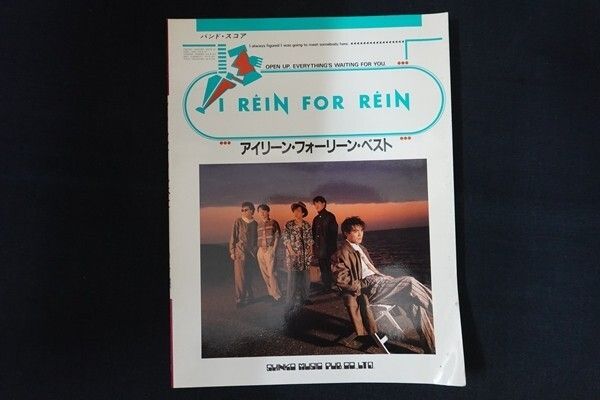 バンド・スコア
I always figured I was going to meet somebody here.
OPEN UP, EVERYTHING'S WAITING FOR YOU.
I RĖIN FOR RĖIN
アイリーン・フォーリーン・ベスト
SHINKO MUSIC PUB CO.,LTD.